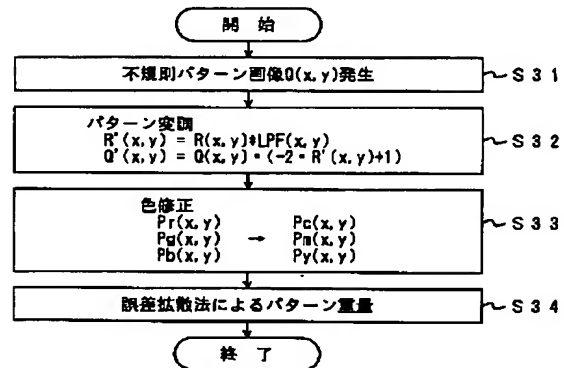 開 始
不規則パターン画像Q(x,y)発生
S31
パターン変調
R'(x,y) = R(x,y)*LPF(x,y)
Q'(x,y) = Q(x,y)・(-2・R'(x,y)+1)
S32
色修正
Pr(x,y) Pc(x,y)
Pg(x,y) → Pm(x,y)
Pb(x,y) Py(x,y)
S33
誤差拡散法によるパターン重量
S34
終 了